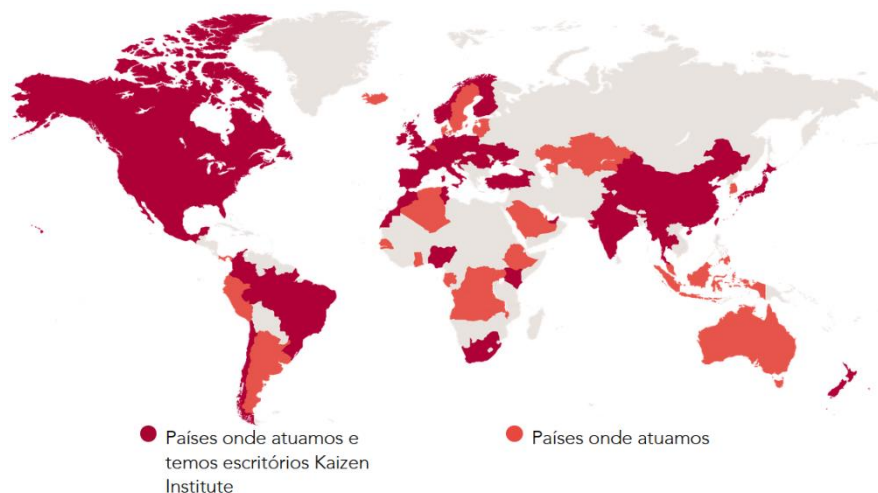 Países onde atuamos e
temos escritórios Kaizen
Institute
Países onde atuamos